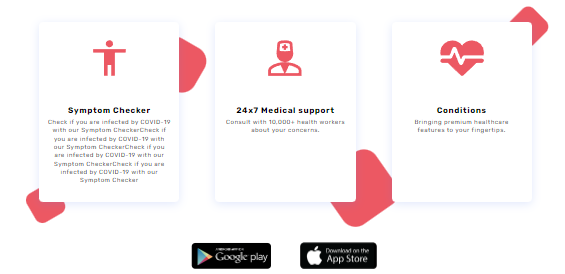 Symptom Checker
Check if you are infected by COVID-19
with our Symptom CheckerCheck if
you are infected by COVID-19 with
our Symptom CheckerCheck if you
are infected by COVID-19 with our
Symptom CheckerCheck if you are
infected by COVID-19 with our
Symptom Checker
24x7 Medical support
Consult with 10,000+ health workers
about your concerns.
Conditions
Bringing premium healthcare
features to your fingertips.
Google play
Download on the
App Store